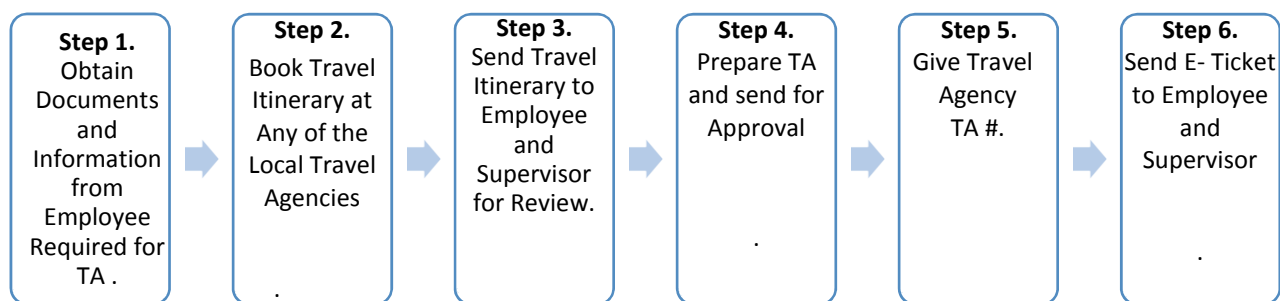 Step 1.
Obtain
Documents
and
Information
from
Employee
Required for
TA .
Step 2.
Book Travel
Itinerary at
Any of the
Local Travel
Agencies
.
Step 3.
Send Travel
Itinerary to
Employee
and
Supervisor
for Review.
Step 4.
Prepare TA
and send for
Approval
.
Step 5.
Give Travel
Agency
TA #.
Step 6.
Send E- Ticket
to Employee
and
Supervisor
.